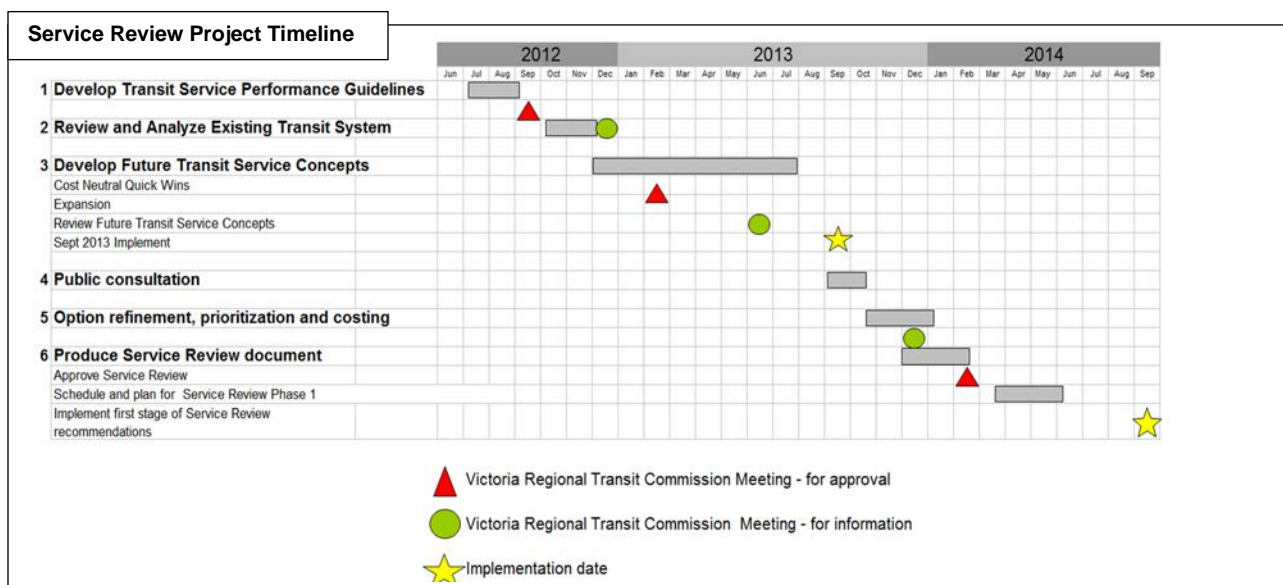 Service Review Project Timeline
2012 2013 2014
Jun Jul Aug Sep Oct Nov Dec Jan Feb Mar Apr May Jun Jul Aug Sep Oct Nov Dec Jan Feb Mar Apr May Jun Jul Aug Sep
1 Develop Transit Service Performance Guidelines
2 Review and Analyze Existing Transit System
3 Develop Future Transit Service Concepts
Cost Neutral Quick Wins
Expansion
Review Future Transit Service Concepts
Sept 2013 Implement
4 Public consultation
5 Option refinement, prioritization and costing
6 Produce Service Review document
Approve Service Review
Schedule and plan for Service Review Phase 1
Implement first stage of Service Review
recommendations
Victoria Regional Transit Commission Meeting - for approval
Victoria Regional Transit Commission Meeting - for information
Implementation date